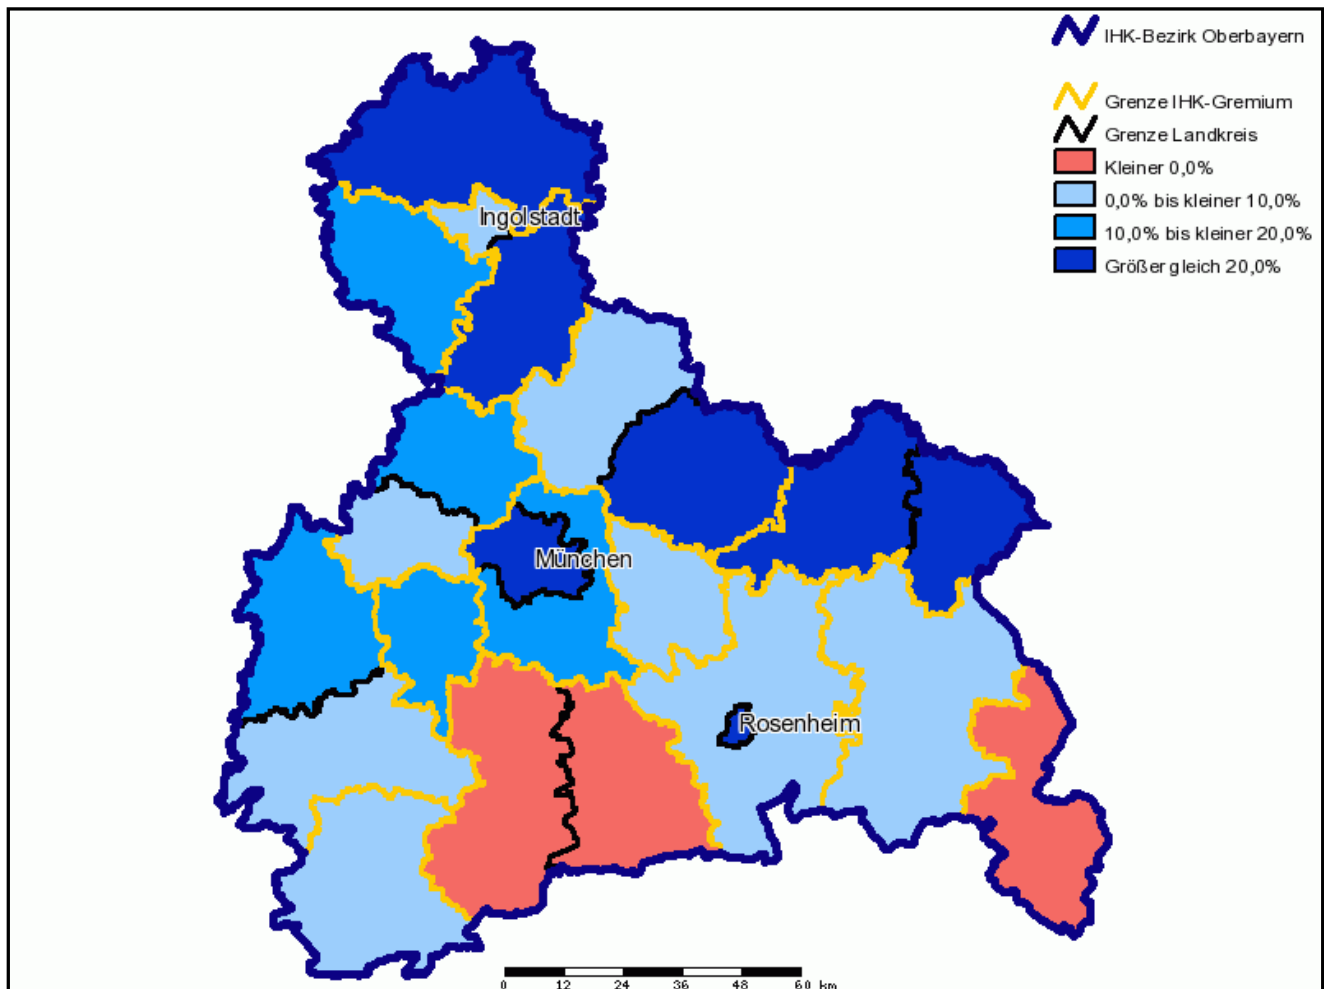 IHK-Bezirk Oberbayern
Grenze IHK-Gremium
Grenze Landkreis
Kleiner 0,0%
0,0% bis kleiner 10,0%
10,0% bis kleiner 20,0%
Größer gleich 20,0%
Ingolstadt
München
Rosenheim
0 12 24 36 48 60 km